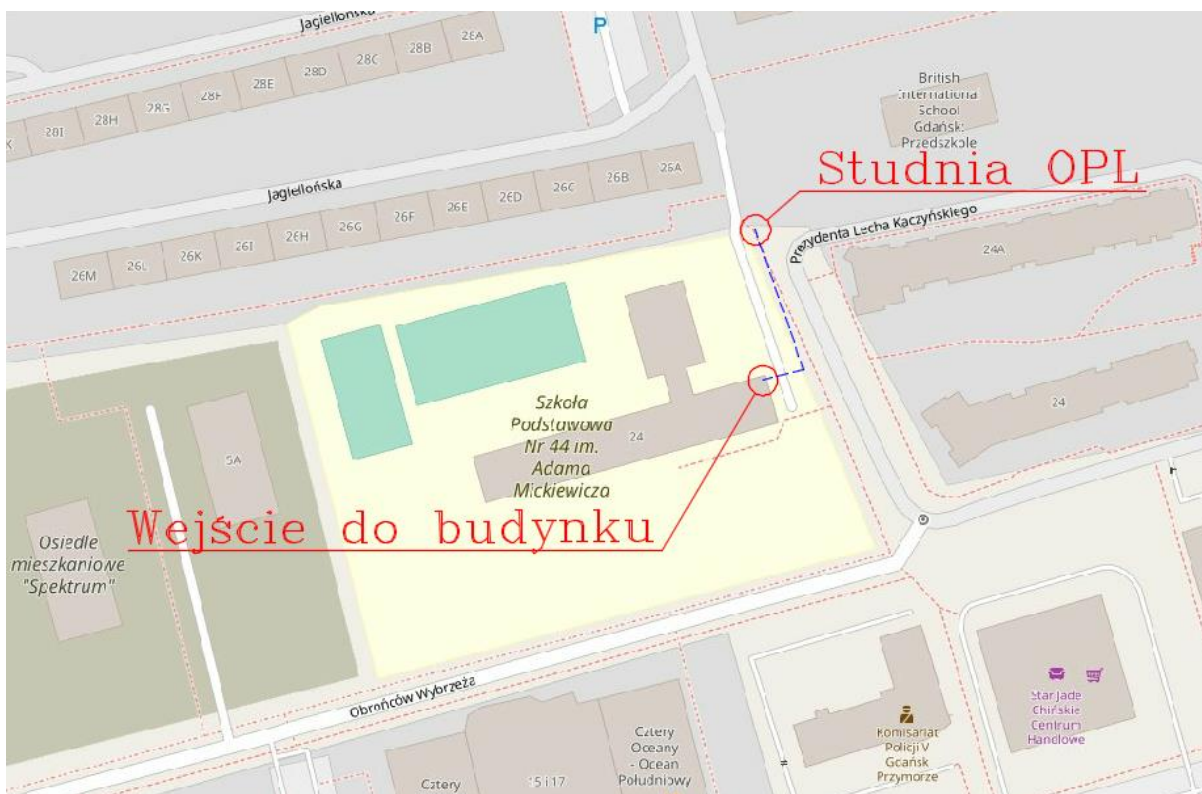 Jagiellońska
P
28A
28B
28C
28D
28E
28F
28G
28H
28I
K
British
International
School
Gdańsk:
Przedszkole
Studnia OPL
Jagiellońska
26A
26B
26C
26D
26E
26F
26G
26H
26I
26K
26L
26M
Prezydenta Lecha Kaczyńskiego
24A
24
Szkoła
Podstawowa
Nr 44 im.
Adama
Mickiewicza
24
5A
Wejście do budynku
Osiedle
mieszkaniowe
"Spektrum"
Obrońców Wybrzeża
Star Jade
Chińskie
Centrum
Handlowe
Komisariat
Policji V
Gdańsk
Przymorze
Cztery
Oceany
- Ocean
Południowy
Cztery
15 i 17